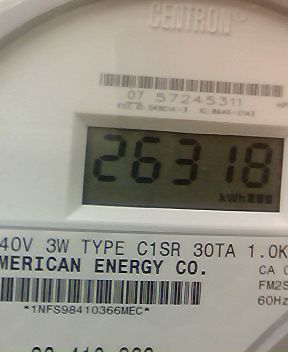 CENTRON®
07 57245311
26318
kWh
40V 3W TYPE C1SR 30TA 1.0K
MERICAN ENERGY CO.
CA
FM2S
60Hz
*1NFS98410366MEC*